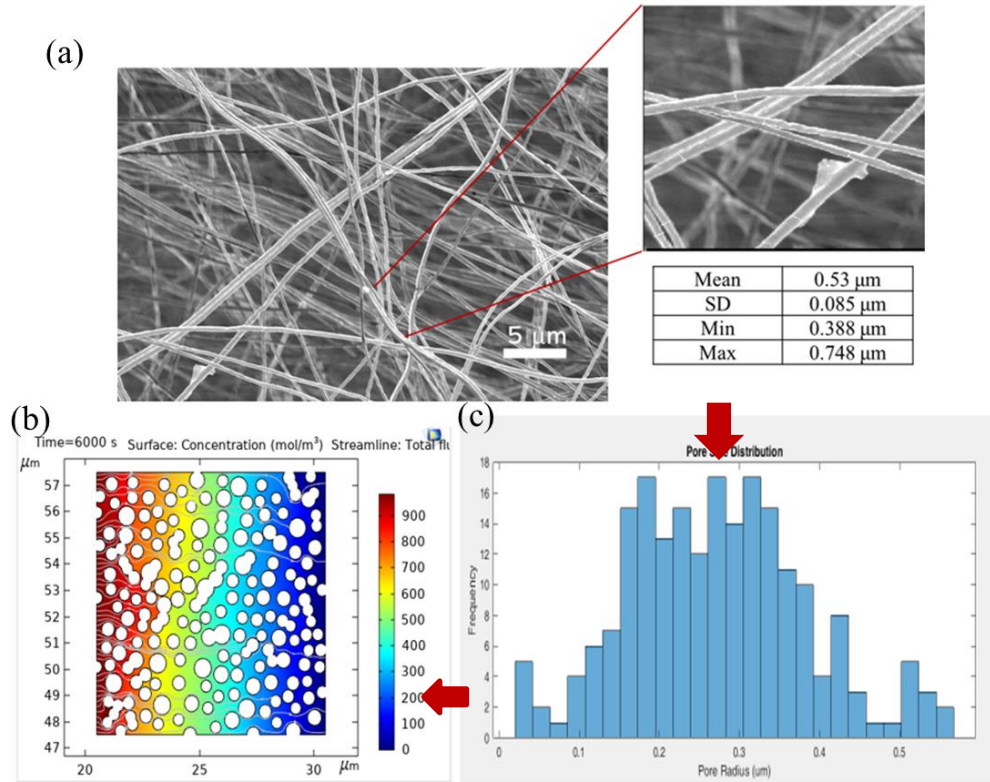 (a)
5 μm
Mean 0.53 μm
SD 0.085 μm
Min 0.388 μm
Max 0.748 μm
(b)
Time=6000 s Surface: Concentration (mol/m³) Streamline: Total
μm
57
56
55
54
53
52
51
50
49
48
47
20 25 30 μm
900
800
700
600
500
400
300
200
100
0
(c)
Pore Distribution
Frequency
18
16
14
12
10
8
6
4
2
0
0 0.1 0.2 0.3 0.4 0.5
Pore Radius (um)